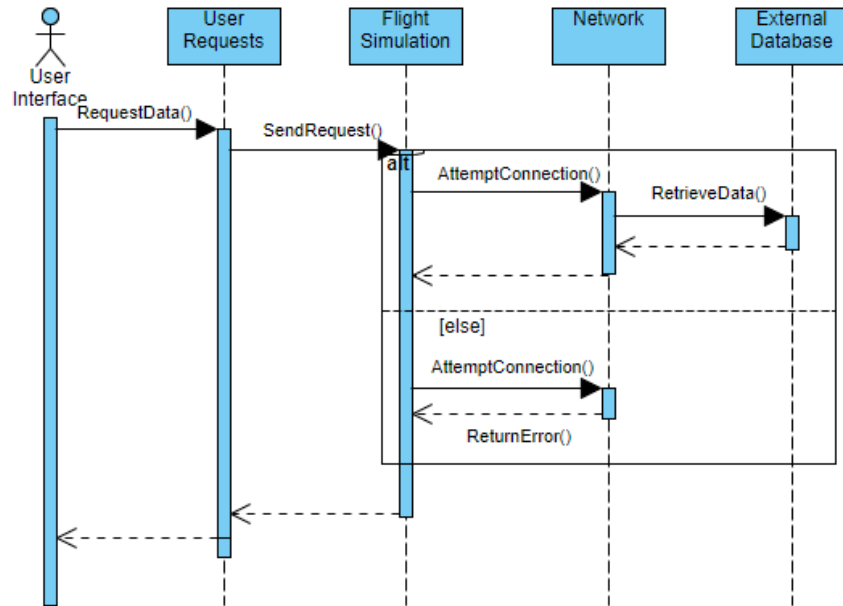 User
Requests
Flight
Simulation
Network
External
Database
User
Interface
RequestData()
SendRequest()
alt
AttemptConnection()
RetrieveData()
[else]
AttemptConnection()
ReturnError()